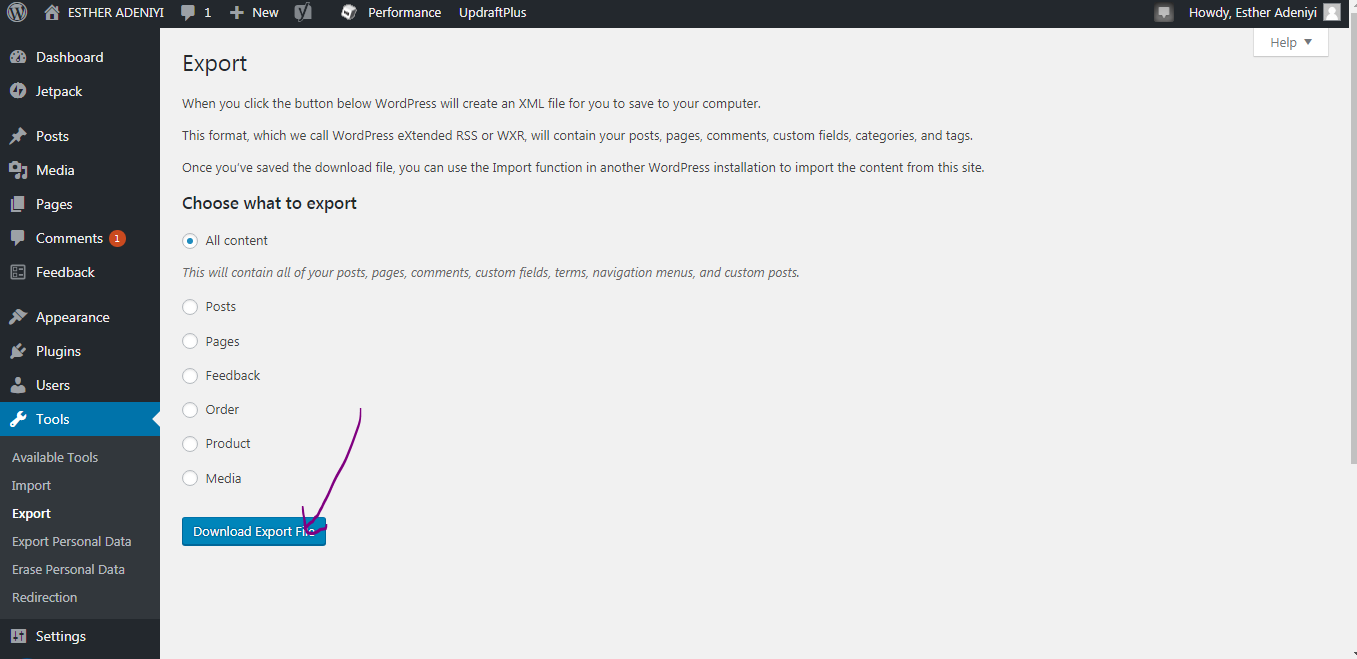 ESTHER ADENIYI 1 New Performance UpdraftPlus Howdy, Esther Adeniyi
Help
Dashboard
Jetpack
Posts
Media
Pages
Comments 1
Feedback
Appearance
Plugins
Users
Tools
Available Tools
Import
Export
Export Personal Data
Erase Personal Data
Redirection
Settings
Export
When you click the button below WordPress will create an XML file for you to save to your computer.
This format, which we call WordPress eXtended RSS or WXR, will contain your posts, pages, comments, custom fields, categories, and tags.
Once you've saved the download file, you can use the Import function in another WordPress installation to import the content from this site.
Choose what to export
All content
This will contain all of your posts, pages, comments, custom fields, terms, navigation menus, and custom posts.
Posts
Pages
Feedback
Order
Product
Media
Download Export File